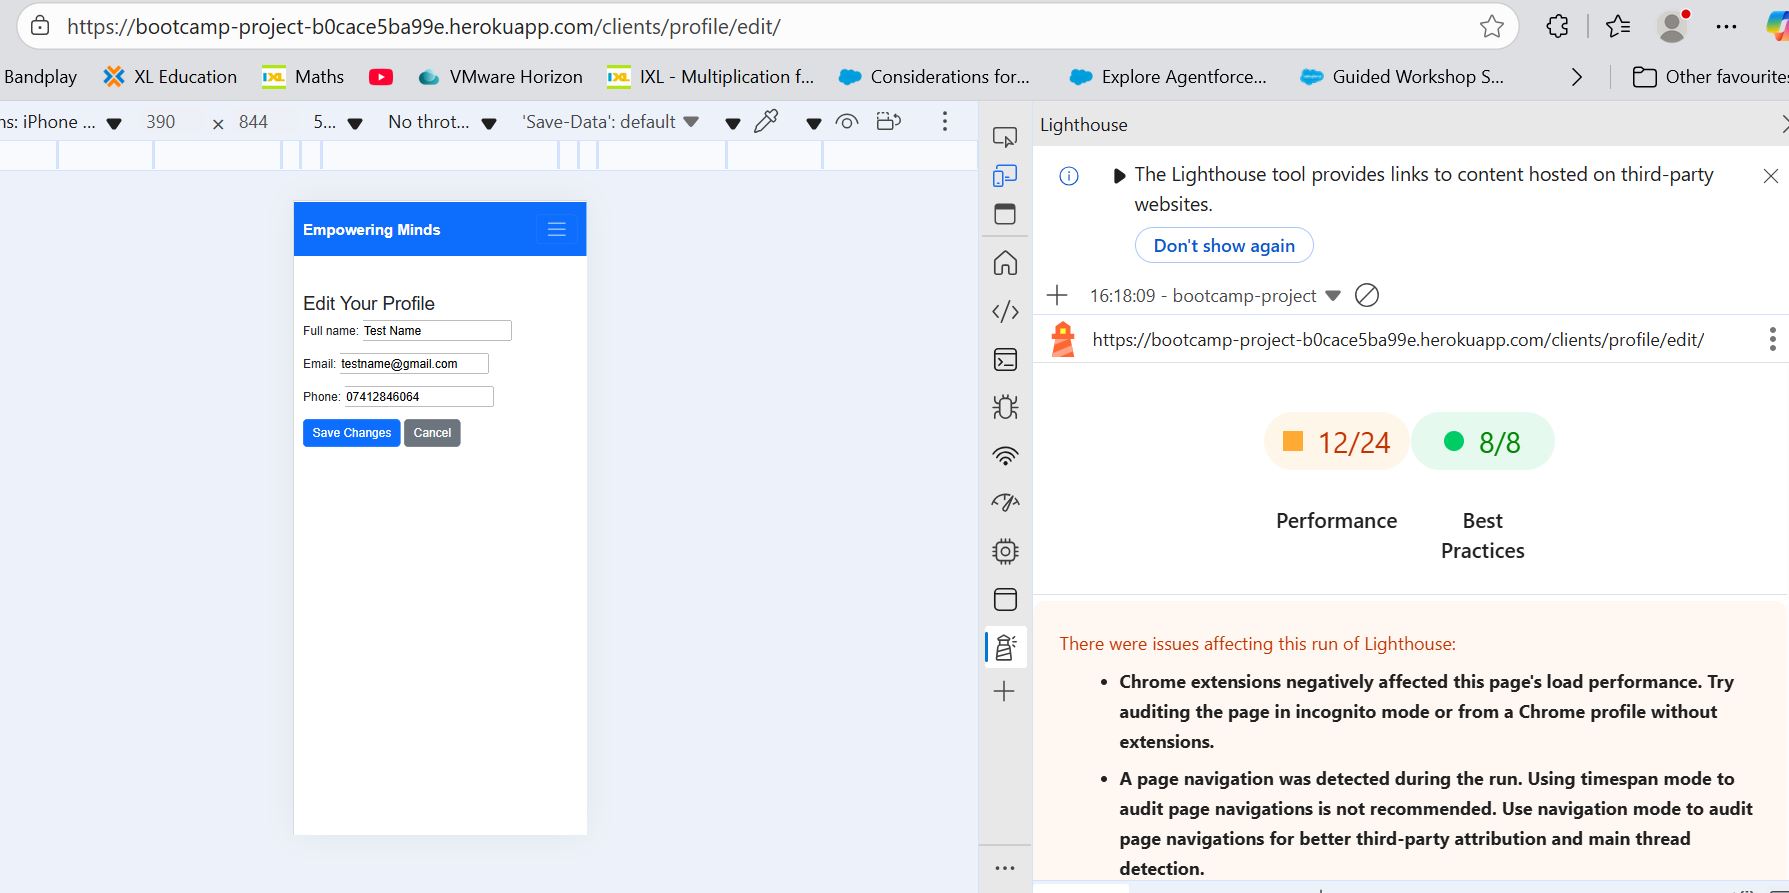 https://bootcamp-project-b0cace5ba99e.herokuapp.com/clients/profile/edit/
Bandplay XL Education Maths VMware Horizon IXL - Multiplication f... Considerations for... Explore Agentforce... Guided Workshop S... Other favourites
ns: iPhone ... 390 x 844 5... No throt... 'Save-Data': default
Lighthouse
The Lighthouse tool provides links to content hosted on third-party
websites.
Don't show again
16:18:09 - bootcamp-project
https://bootcamp-project-b0cace5ba99e.herokuapp.com/clients/profile/edit/
Empowering Minds
Edit Your Profile
Full name: Test Name
Email: testname@gmail.com
Phone: 07412846064
Save Changes Cancel
12/24 8/8
Performance Best
Practices
There were issues affecting this run of Lighthouse:
• Chrome extensions negatively affected this page's load performance. Try
auditing the page in incognito mode or from a Chrome profile without
extensions.
• A page navigation was detected during the run. Using timespan mode to
audit page navigations is not recommended. Use navigation mode to audit
page navigations for better third-party attribution and main thread
detection.